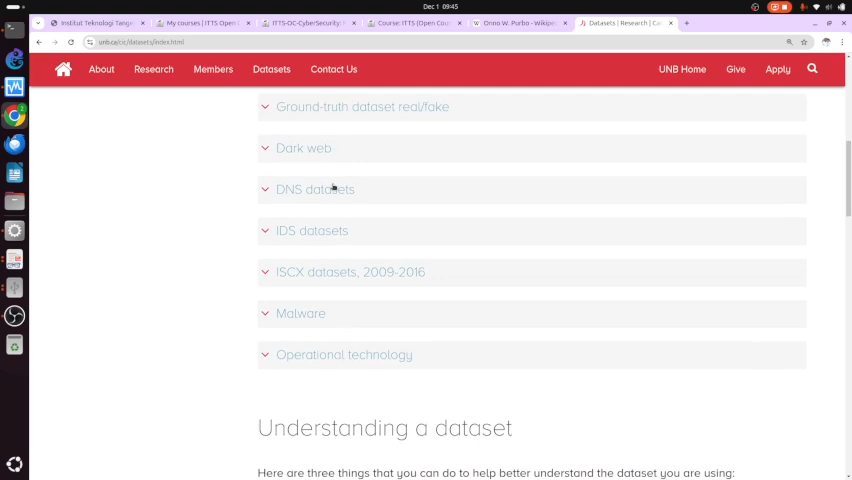 Dec 1 09:45
Institut Teknologi Tange
My courses | ITTS Open
ITTS-OC-CyberSecurity:
Course: ITTS (Open Cou
Onno W. Purbo - Wikipe
Datasets | Research | Ca
unb.ca/cic/datasets/index.html
About
Research
Members
Datasets
Contact Us
UNB Home
Give
Apply
Ground-truth dataset real/fake
Dark web
DNS datasets
IDS datasets
ISCX datasets, 2009-2016
Malware
Operational technology
Understanding a dataset
Here are three things that you can do to help better understand the dataset you are using: